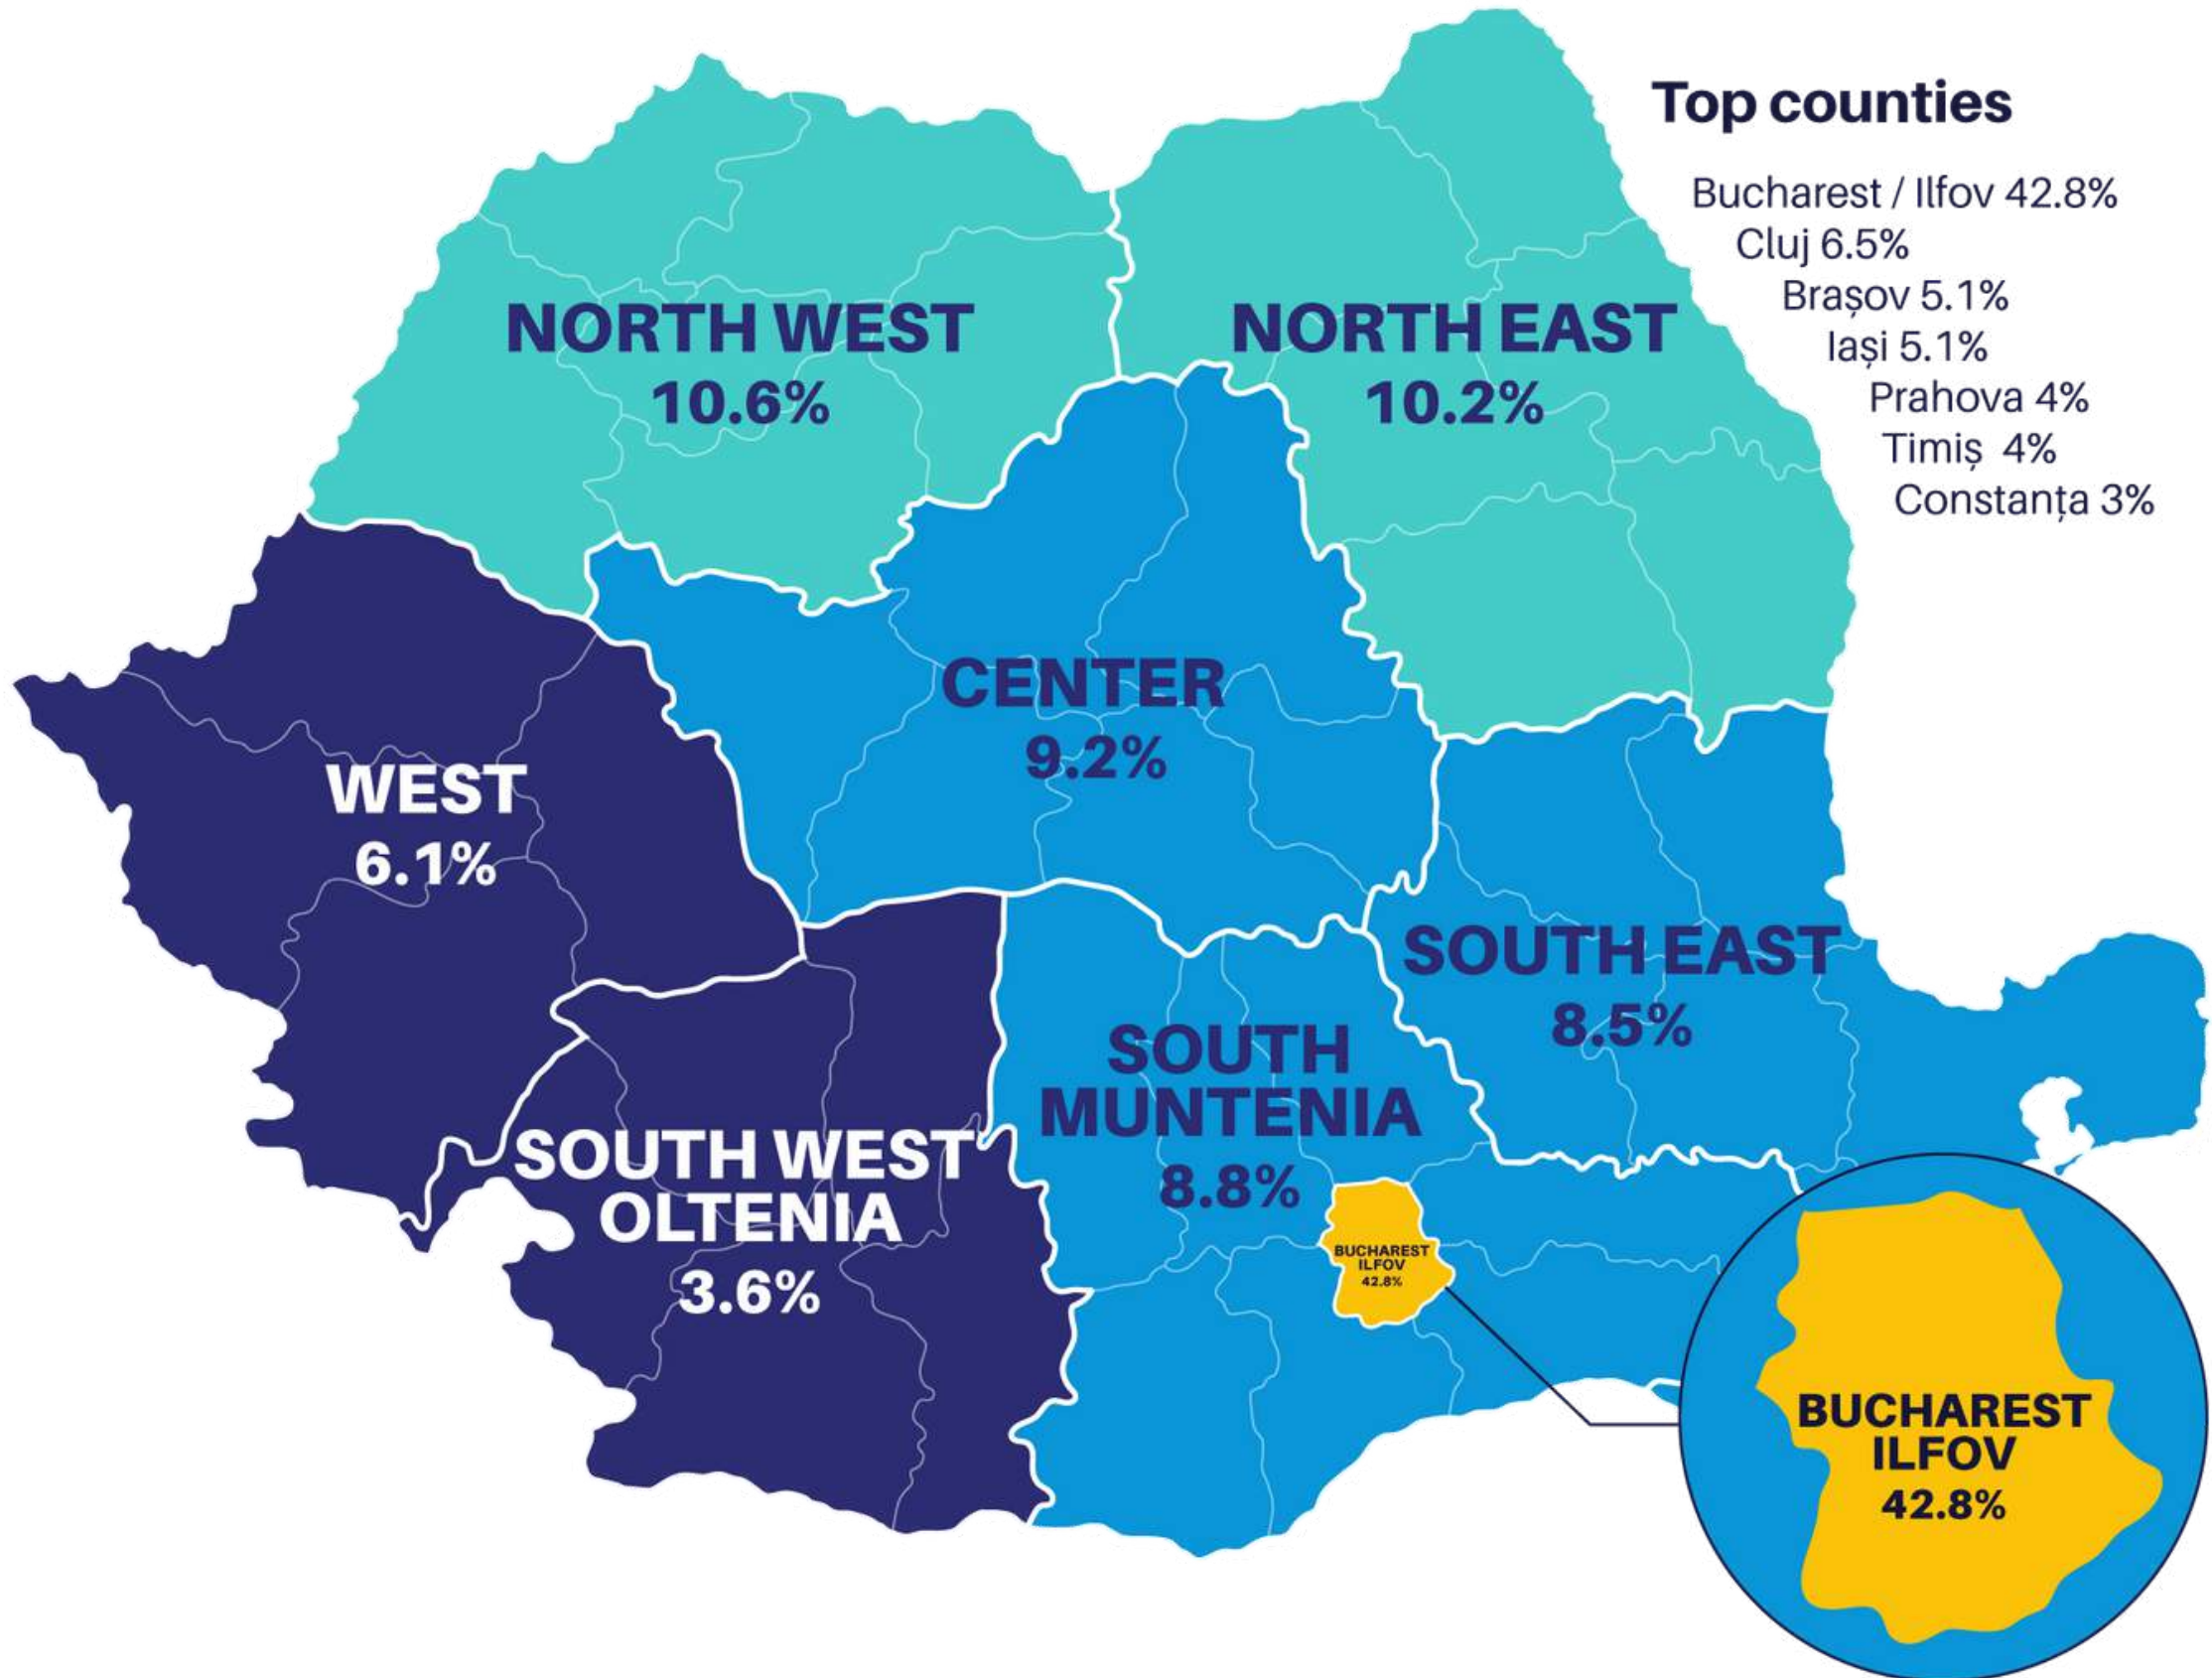 Top counties
Bucharest / Ilfov 42.8%
Cluj 6.5%
Brașov 5.1%
Iași 5.1%
Prahova 4%
Timiș 4%
Constanța 3%
NORTH WEST
10.6%
NORTH EAST
10.2%
CENTER
9.2%
WEST
6.1%
SOUTH EAST
8.5%
SOUTH
MUNTENIA
8.8%
SOUTH WEST
OLTENIA
3.6%
BUCHAREST
ILFOV
42.8%
BUCHAREST
ILFOV
42.8%